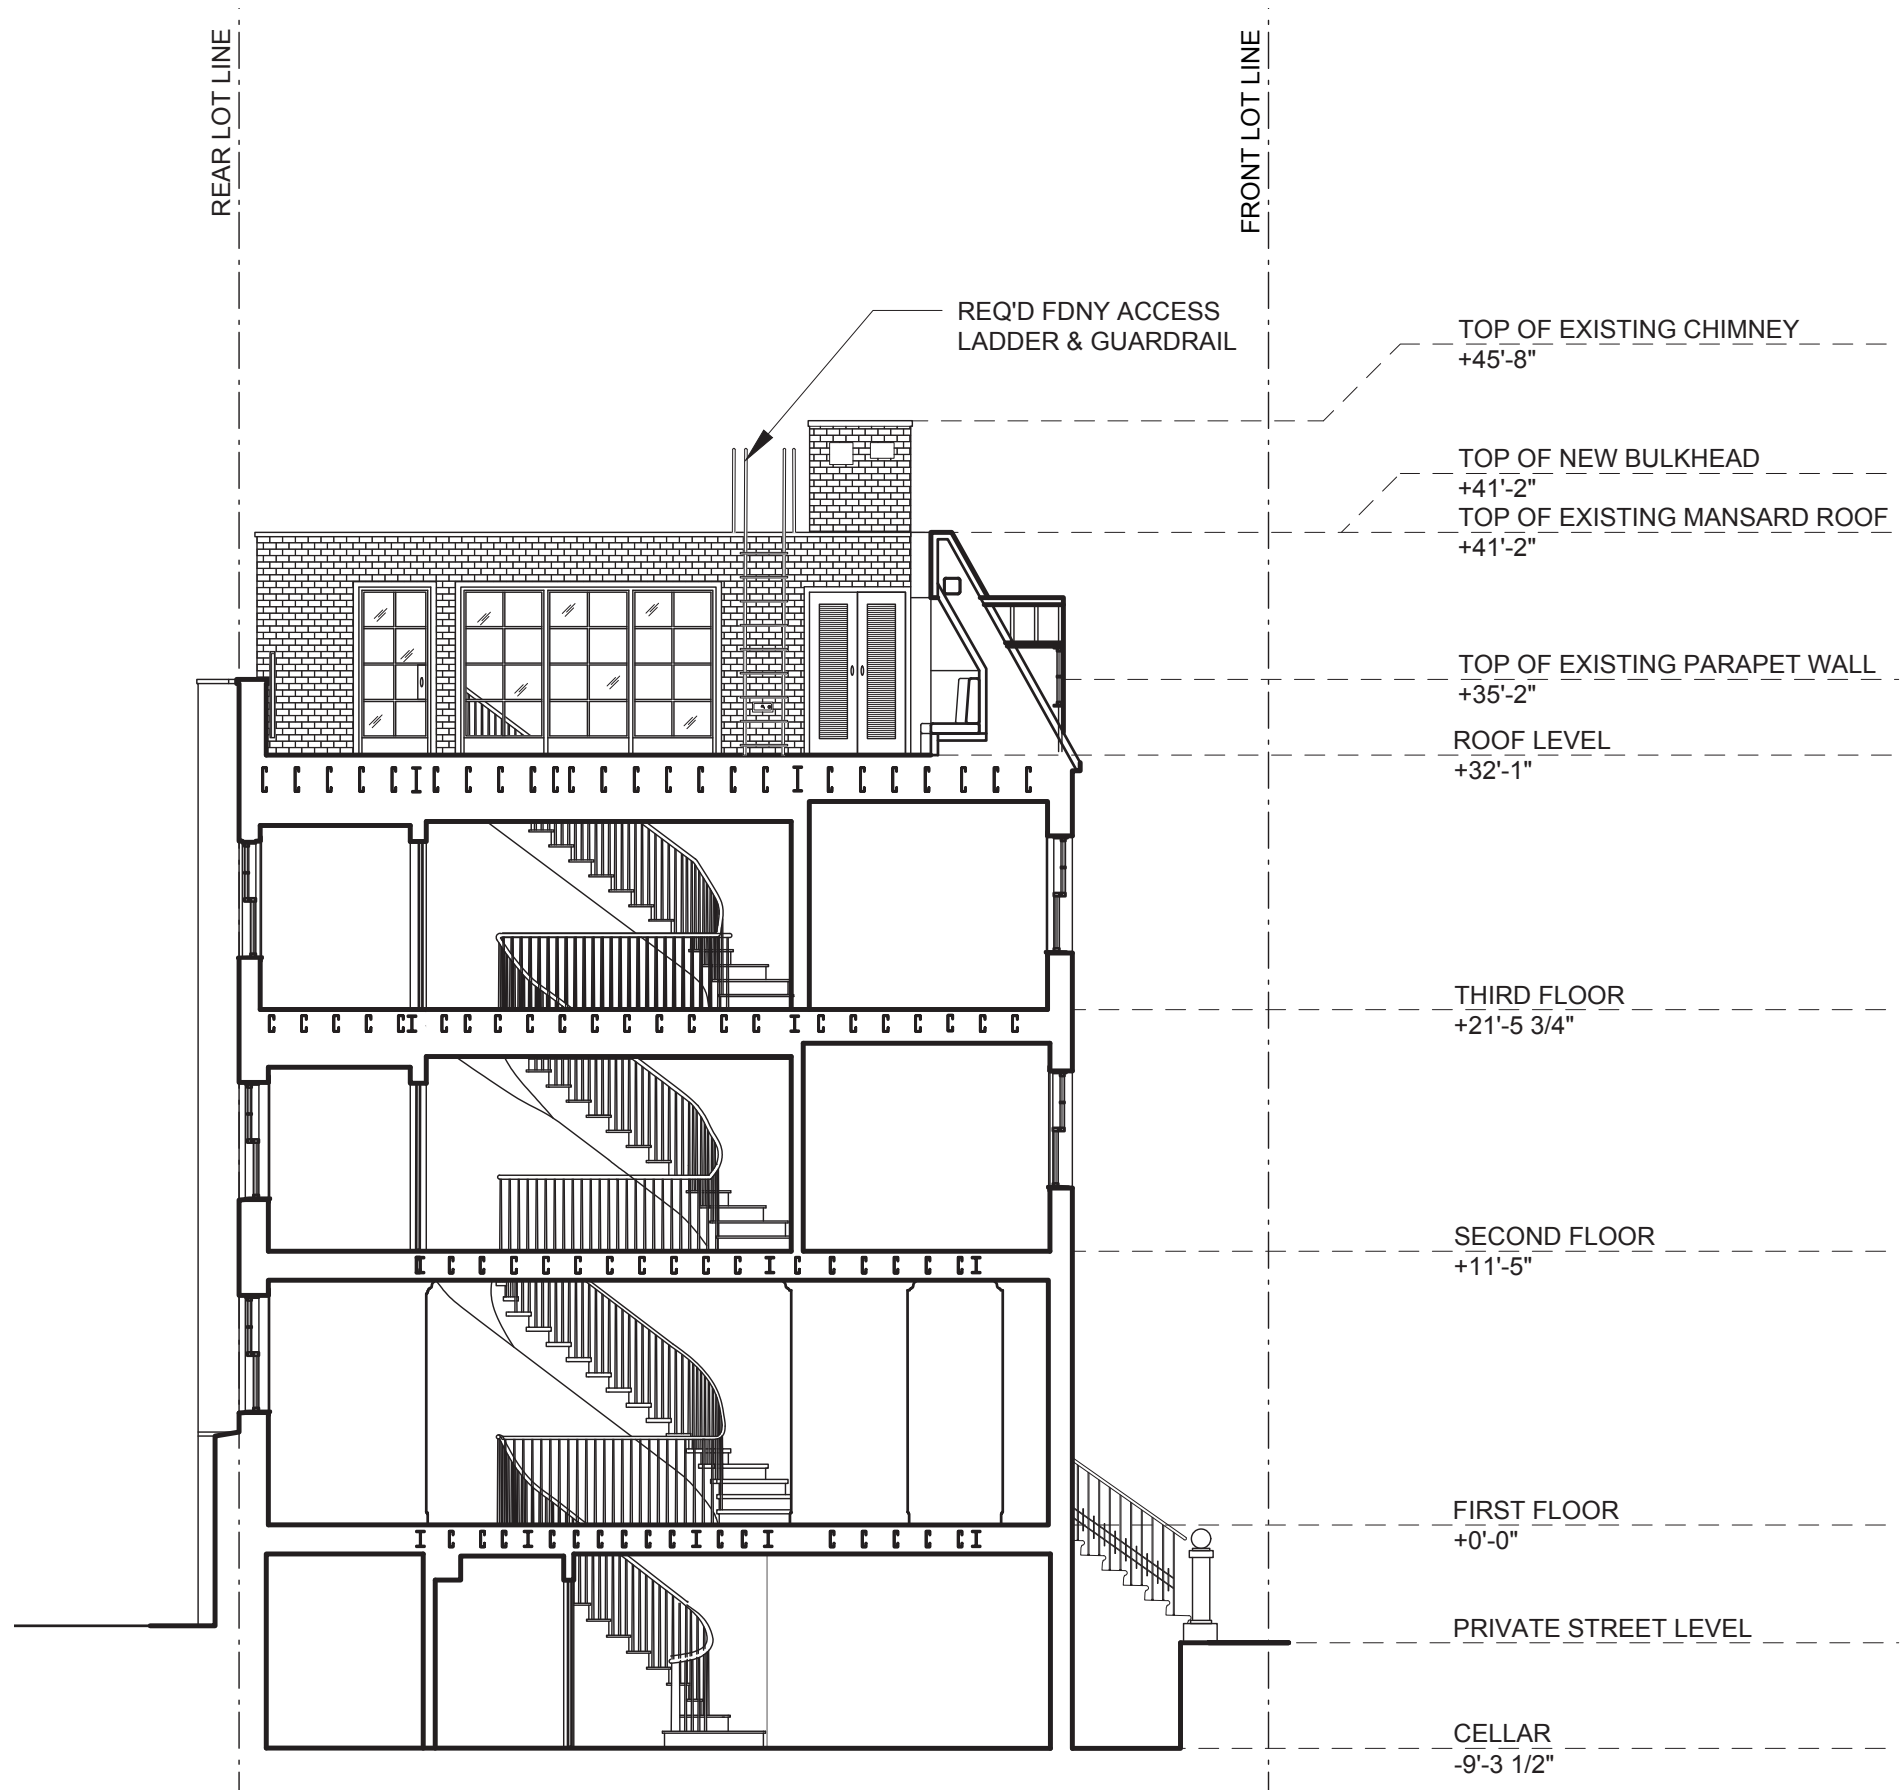 REAR LOT LINE
FRONT LOT LINE
REQ'D FDNY ACCESS
LADDER & GUARDRAIL
TOP OF EXISTING CHIMNEY
+45'-8"
TOP OF NEW BULKHEAD
+41'-2"
TOP OF EXISTING MANSARD ROOF
+41'-2"
TOP OF EXISTING PARAPET WALL
+35'-2"
ROOF LEVEL
+32'-1"
THIRD FLOOR
+21'-5 3/4"
SECOND FLOOR
+11'-5"
FIRST FLOOR
+0'-0"
PRIVATE STREET LEVEL
CELLAR
-9'-3 1/2"